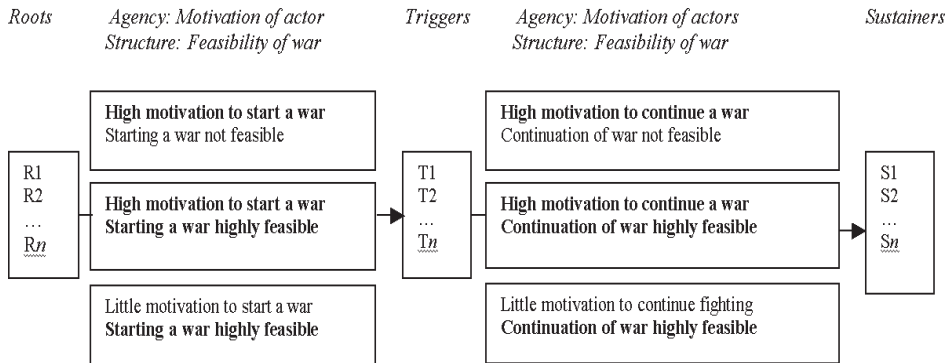 Roots
Agency: Motivation of actor
Structure: Feasibility of war
Triggers
Agency: Motivation of actors
Structure: Feasibility of war
Sustainers
R1
R2
…
Rn
High motivation to start a war
Starting a war not feasible
High motivation to start a war
Starting a war highly feasible
Little motivation to start a war
Starting a war highly feasible
T1
T2
…
Tn
High motivation to continue a war
Continuation of war not feasible
High motivation to continue a war
Continuation of war highly feasible
Little motivation to continue fighting
Continuation of war highly feasible
S1
S2
…
Sn